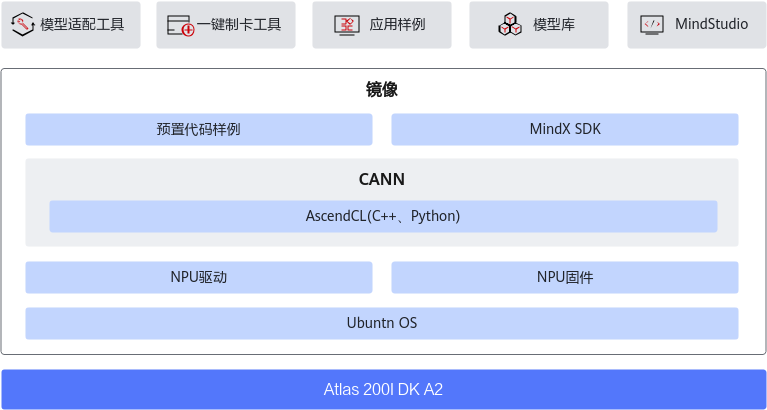 模型适配工具
一键制卡工具
应用样例
模型库
MindStudio
镜像
预置代码样例
MindX SDK
CANN
AscendCL(C++、Python)
NPU驱动
NPU固件
Ubuntn OS
Atlas 200I DK A2